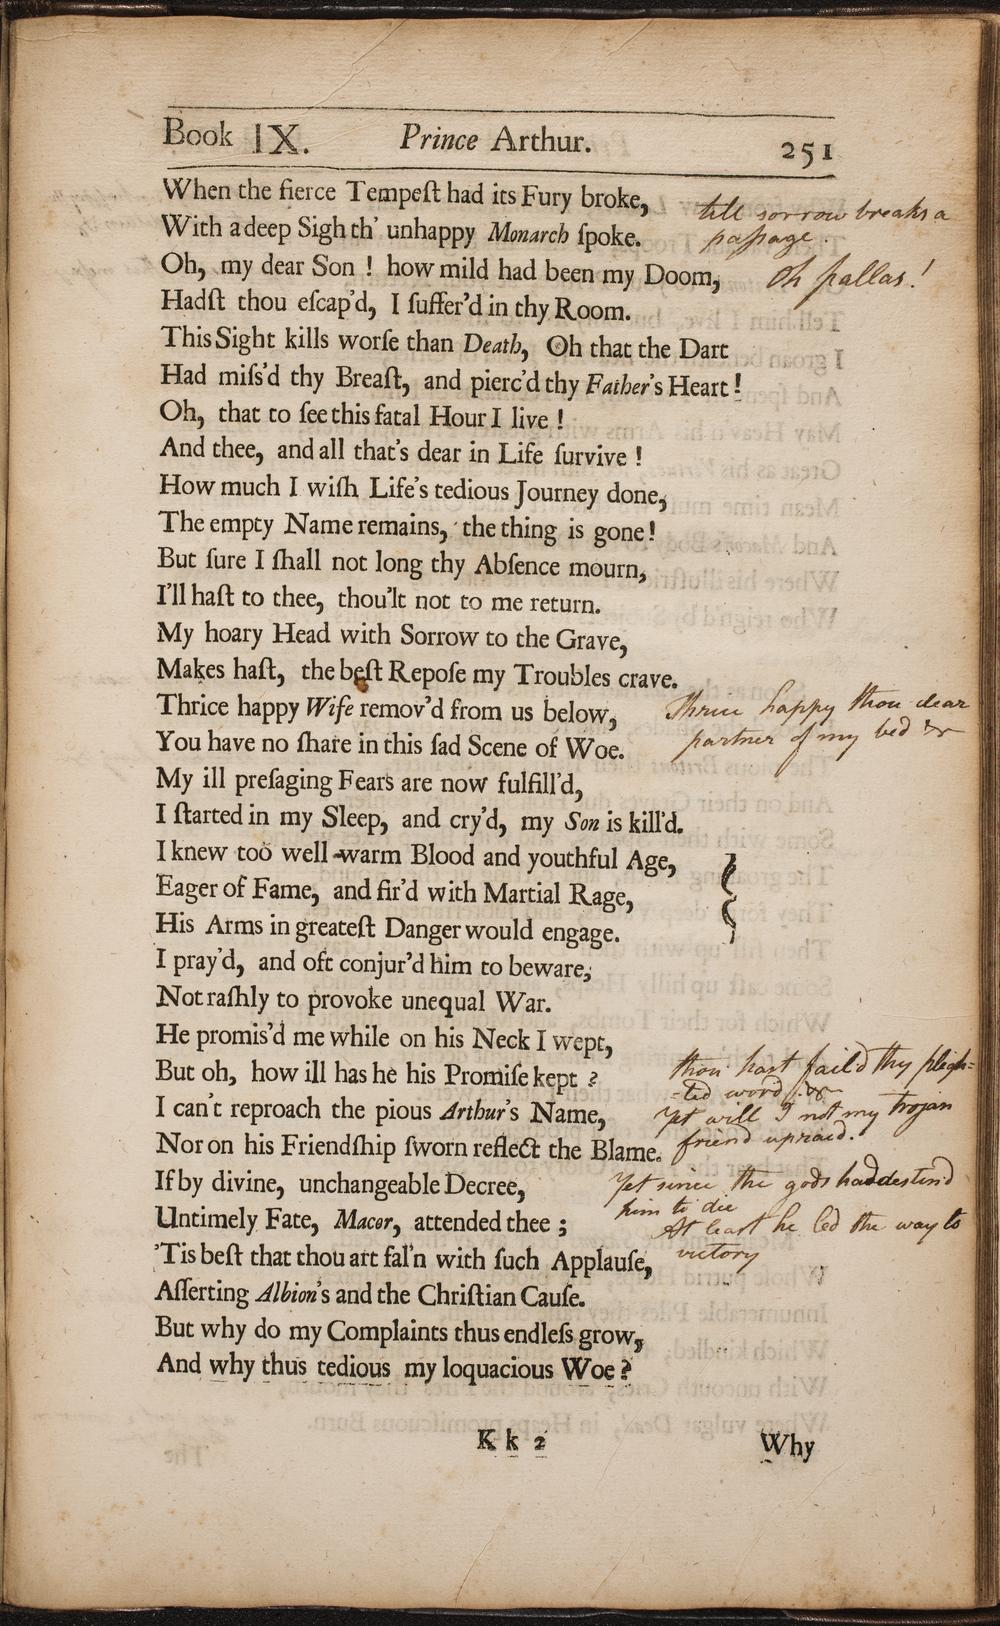 Book IX. Prince Arthur. 251
When the fierce Tempeſt had its Fury broke,
till sorrow breaks a
With a deep Sigh th' unhappy Monarch ſpoke.
paſsage.
Oh, my dear Son ! how mild had been my Doom,
oh pallas!
Hadſt thou eſcap'd, I ſuffer'd in thy Room.
This Sight kills worſe than Death, Oh that the Dart
Had miſs'd thy Breaſt, and pierc'd thy Father's Heart !
Oh, that to ſee this fatal Hour I live !
And thee, and all that's dear in Life ſurvive !
How much I wiſh Life's tedious Journey done,
The empty Name remains, the thing is gone!
But ſure I ſhall not long thy Abſence mourn,
I'll haſt to thee, thou'lt not to me return.
My hoary Head with Sorrow to the Grave,
Makes haſt, the beſt Repoſe my Troubles crave.
Thrice happy Wife remov'd from us below,
Thrice happy thou dear
You have no ſhare in this ſad Scene of Woe.
partner of my bed &
My ill preſaging Fears are now fulfill'd,
I ſtarted in my Sleep, and cry'd, my Son is kill'd.
I knew too well warm Blood and youthful Age,
Eager of Fame, and fir'd with Martial Rage,
His Arms in greateſt Danger would engage.
I pray'd, and oft conjur'd him to beware,
Not raſhly to provoke unequal War.
He promis'd me while on his Neck I wept,
But oh, how ill has he his Promiſe kept ?
thou hast fail'd thy pligh=
=ted word
I can't reproach the pious Arthur's Name,
Yet will I not my trojan
Nor on his Friendſhip ſworn reflect the Blame.
friend upraid.
If by divine, unchangeable Decree,
Yet since the gods had destind
him to die
Untimely Fate, Macor, attended thee ;
At least he led the way to
'Tis beſt that thou art fal'n with ſuch Applauſe,
victory
Aſſerting Albion's and the Chriſtian Cauſe.
But why do my Complaints thus endleſs grow,
And why thus tedious my loquacious Woe ?
K k 2 Why